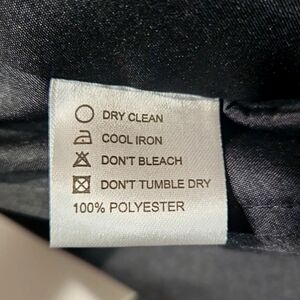 DRY CLEAN
COOL IRON
DON'T BLEACH
DON'T TUMBLE DRY
100% POLYESTER